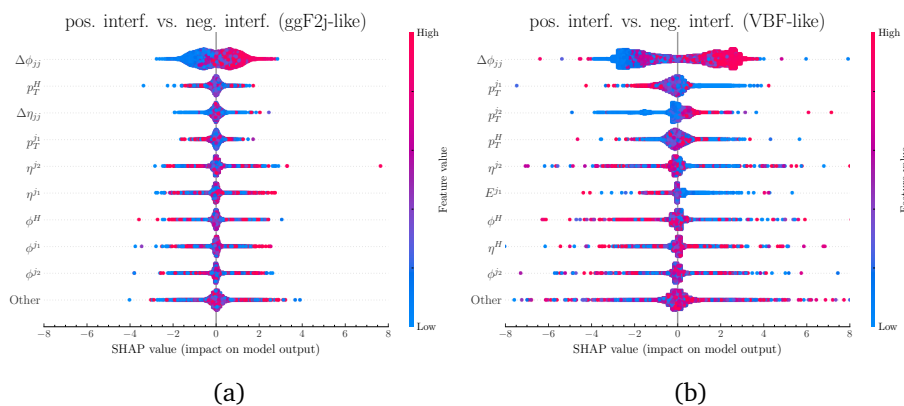 pos. interf. vs. neg. interf. (ggF2j-like)
High
Δϕjj
p_T^H
Δηjj
p_T^{j1}
η^{j2}
η^{j1}
ϕ^H
ϕ^{j1}
ϕ^{j2}
Other
Feature value
Low
−8 −6 −4 −2 0 2 4 6 8
SHAP value (impact on model output)
(a)
pos. interf. vs. neg. interf. (VBF-like)
High
Δϕjj
p_T^{j1}
p_T^{j2}
p_T^H
η^{j2}
E^{j1}
ϕ^H
η^H
ϕ^{j2}
Other
Feature value
Low
−8 −6 −4 −2 0 2 4 6 8
SHAP value (impact on model output)
(b)